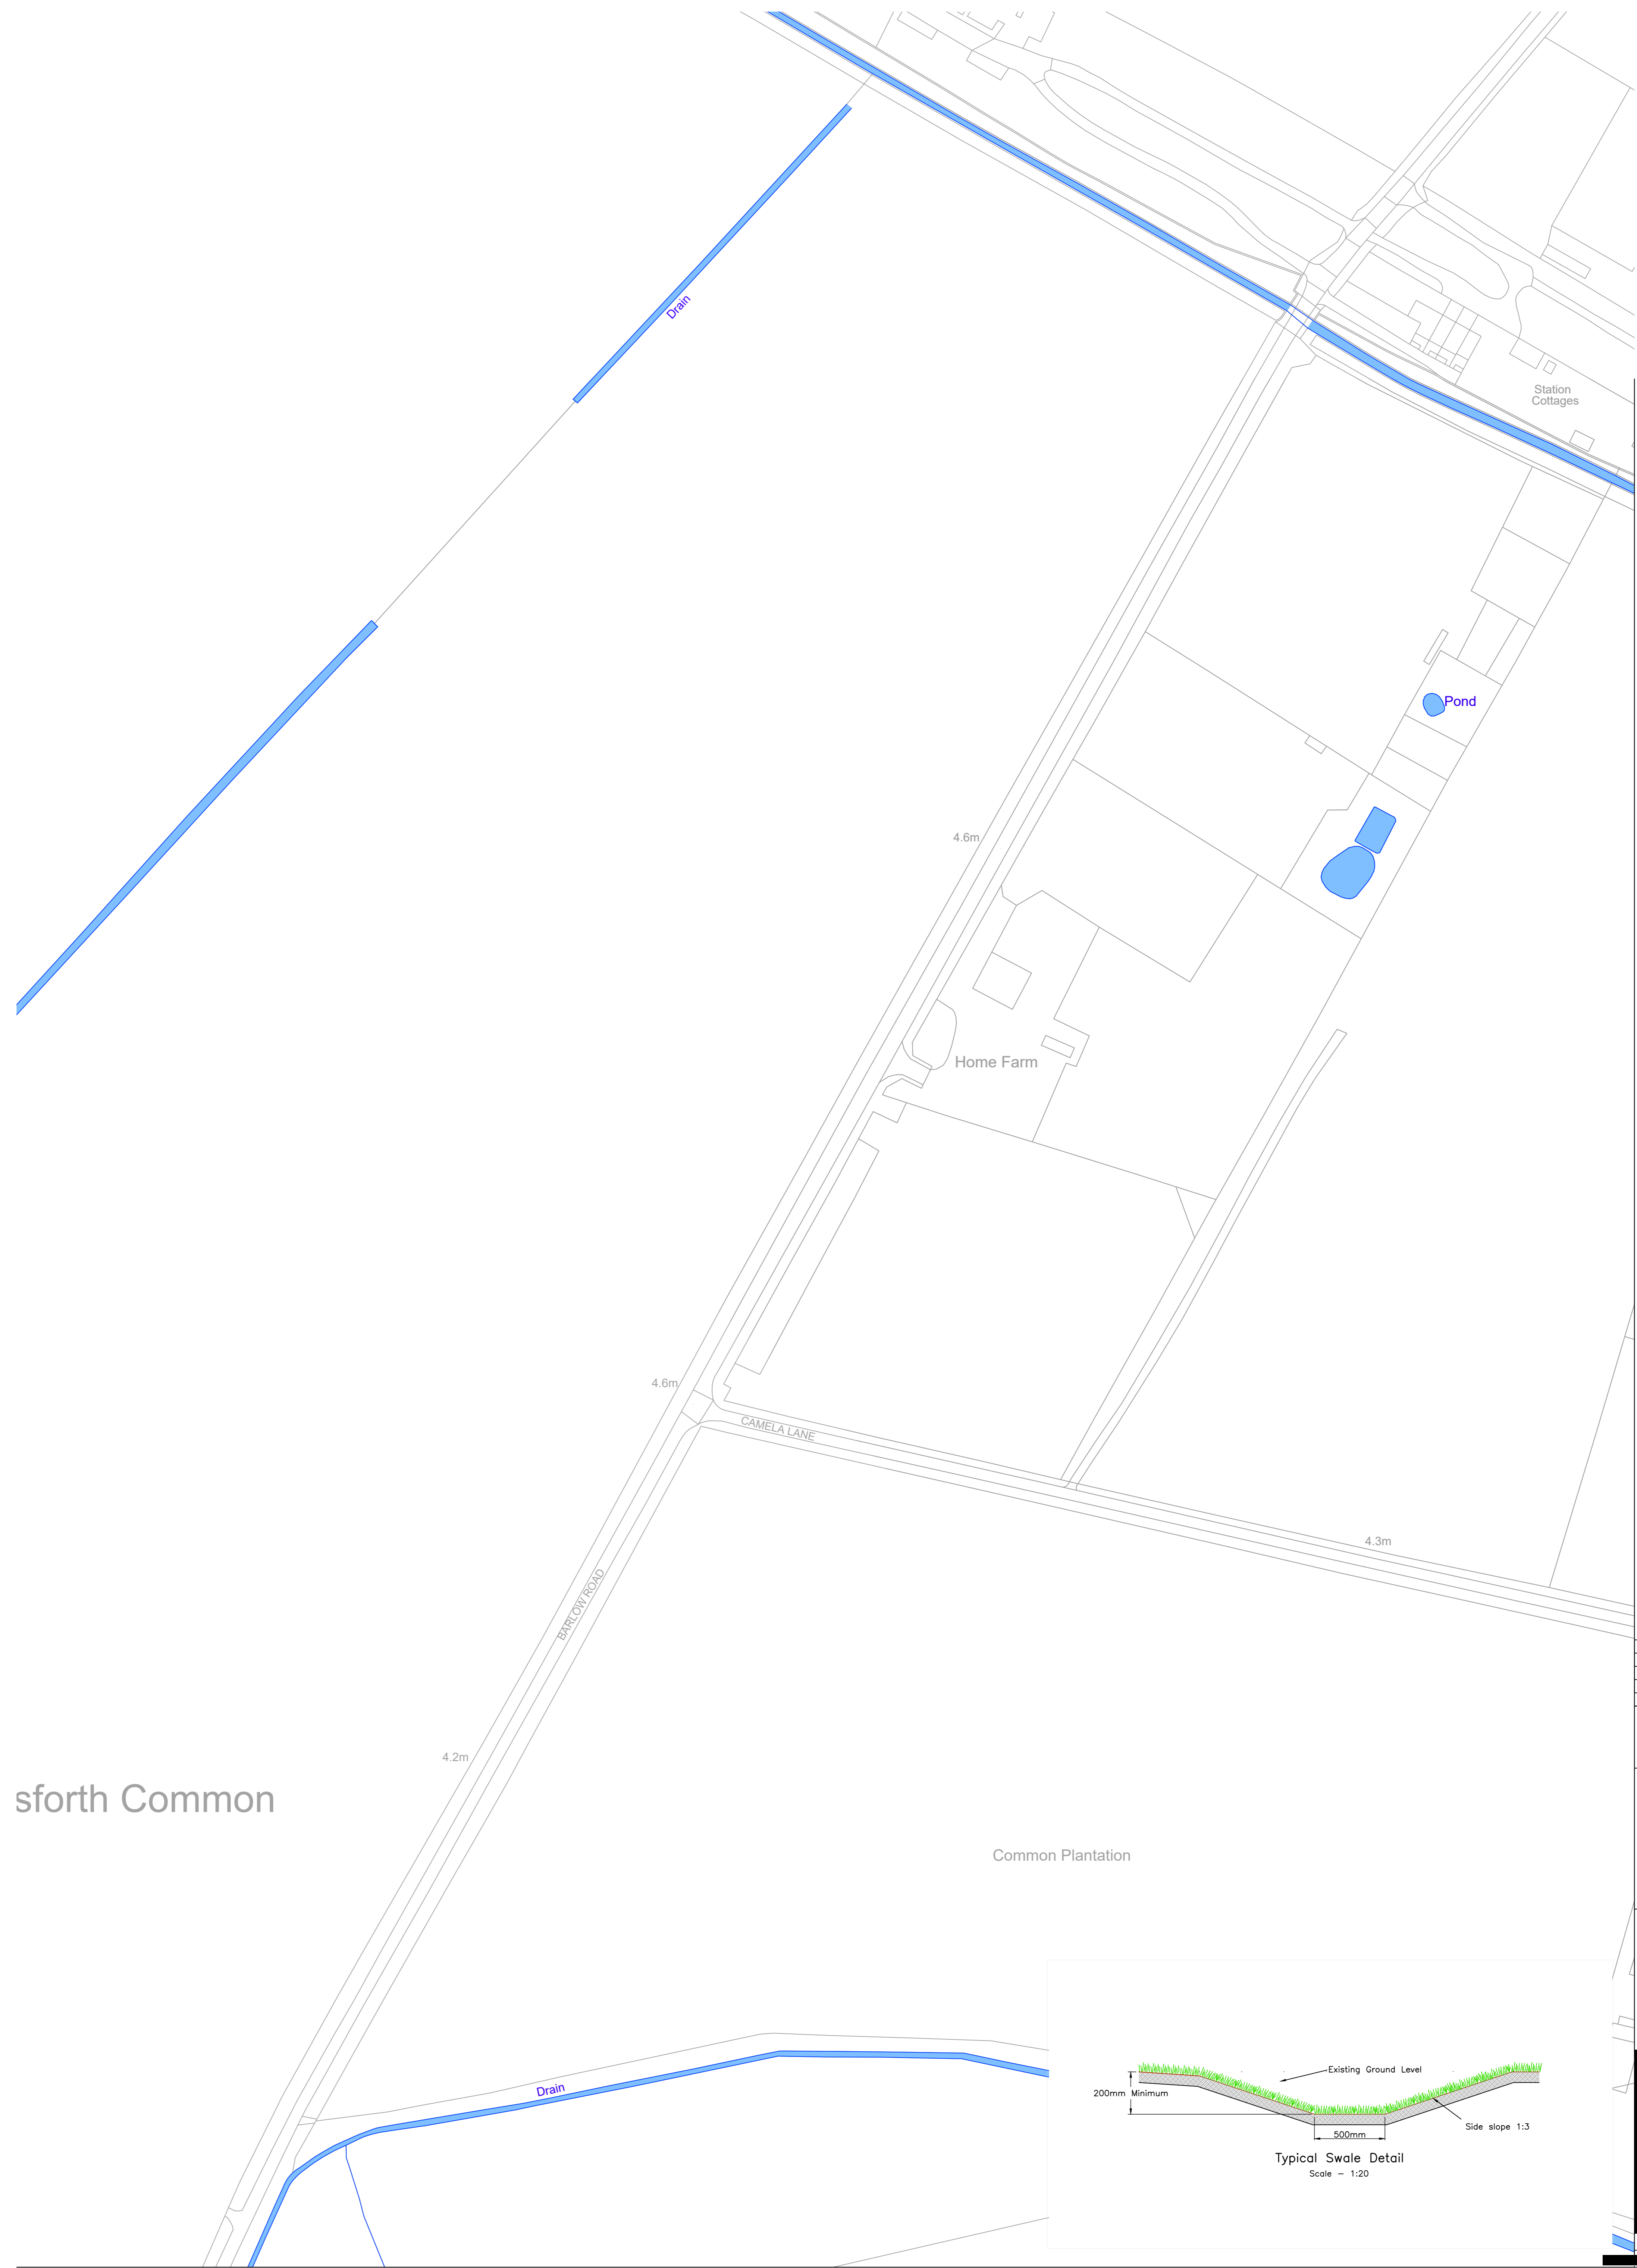 Drain
Station
Cottages
Pond
4.6m
Home Farm
4.6m
CAMELA LANE
4.3m
BARLOW ROAD
4.2m
sforth Common
Common Plantation
Drain
Existing Ground Level
200mm Minimum
Side slope 1:3
500mm
Typical Swale Detail
Scale - 1:20